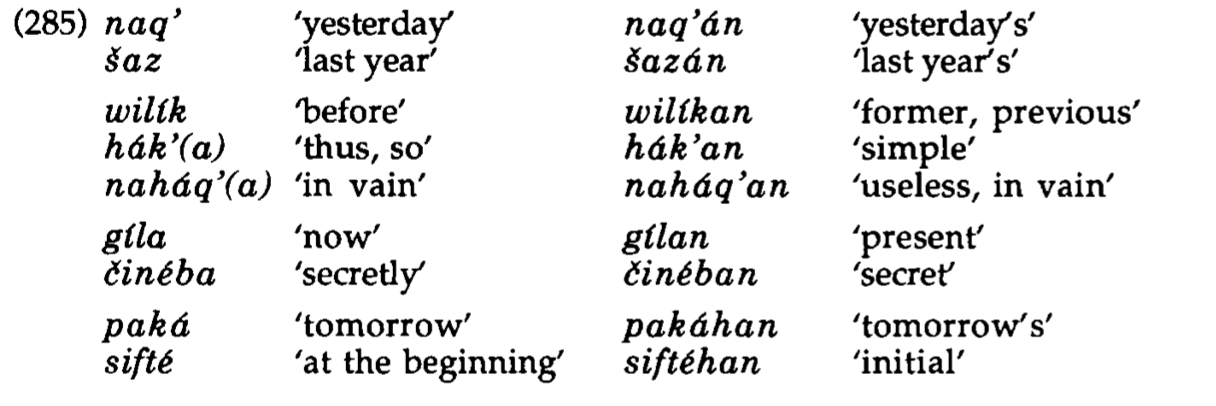 (285) naq’ ‘yesterday’ naq’án ‘yesterday’s’
šaz ‘last year’ šazán ‘last year’s’
wilík ‘before’ wilíkan ‘former, previous’
hák’(a) ‘thus, so’ hák’an ‘simple’
naháq’(a) ‘in vain’ naháq’an ‘useless, in vain’
gíla ‘now’ gílan ‘present’
činéba ‘secretly’ činéban ‘secret’
paká ‘tomorrow’ pakáhan ‘tomorrow’s’
sifté ‘at the beginning’ siftéhan ‘initial’